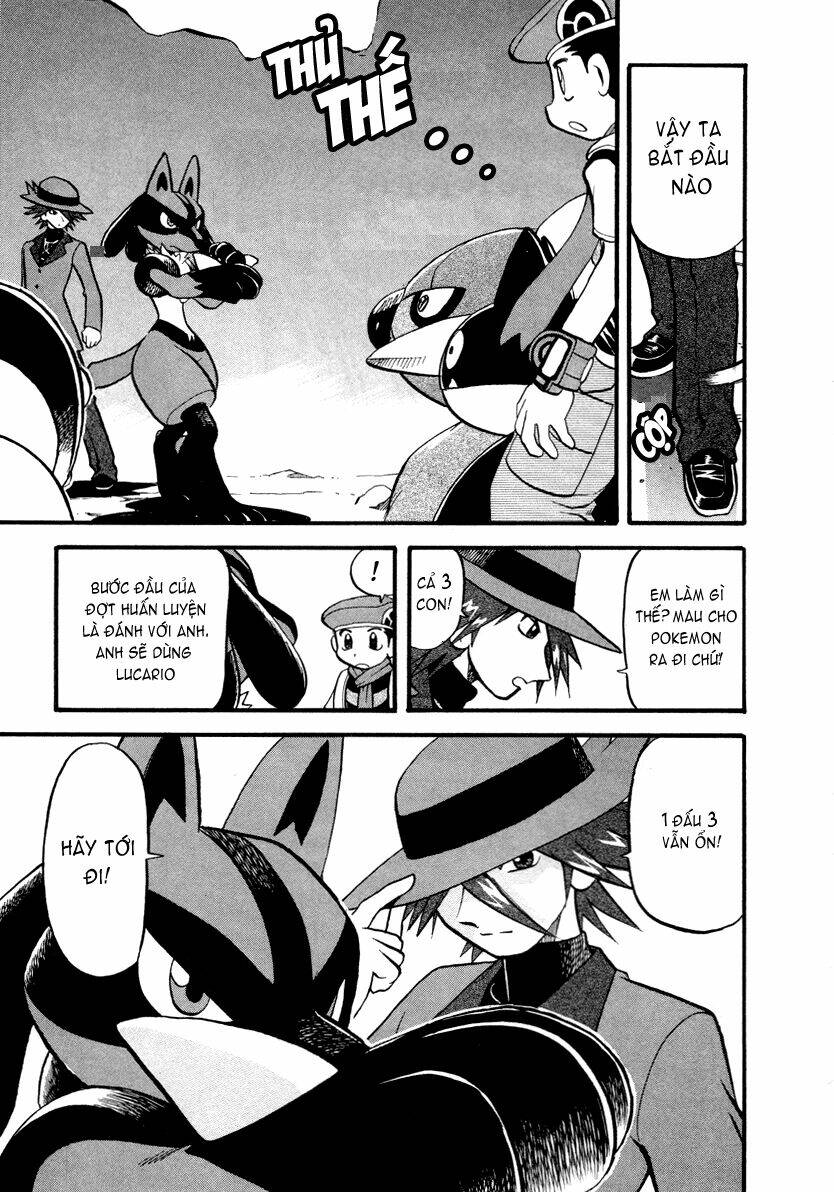 VẬY TA
BẮT ĐẦU
NÀO
CỘP
THỦ
THẾ
...
EM LÀM GÌ
THẾ? MAU CHO
POKEMON
RA ĐI CHỨ!
CẢ 3
CON!
!
BƯỚC ĐẦU CỦA
ĐỢT HUẤN LUYỆN
LÀ ĐÁNH VỚI ANH.
ANH SẼ DÙNG
LUCARIO
1 ĐẤU 3
VẪN ỔN!
HÃY TỚI
ĐI!